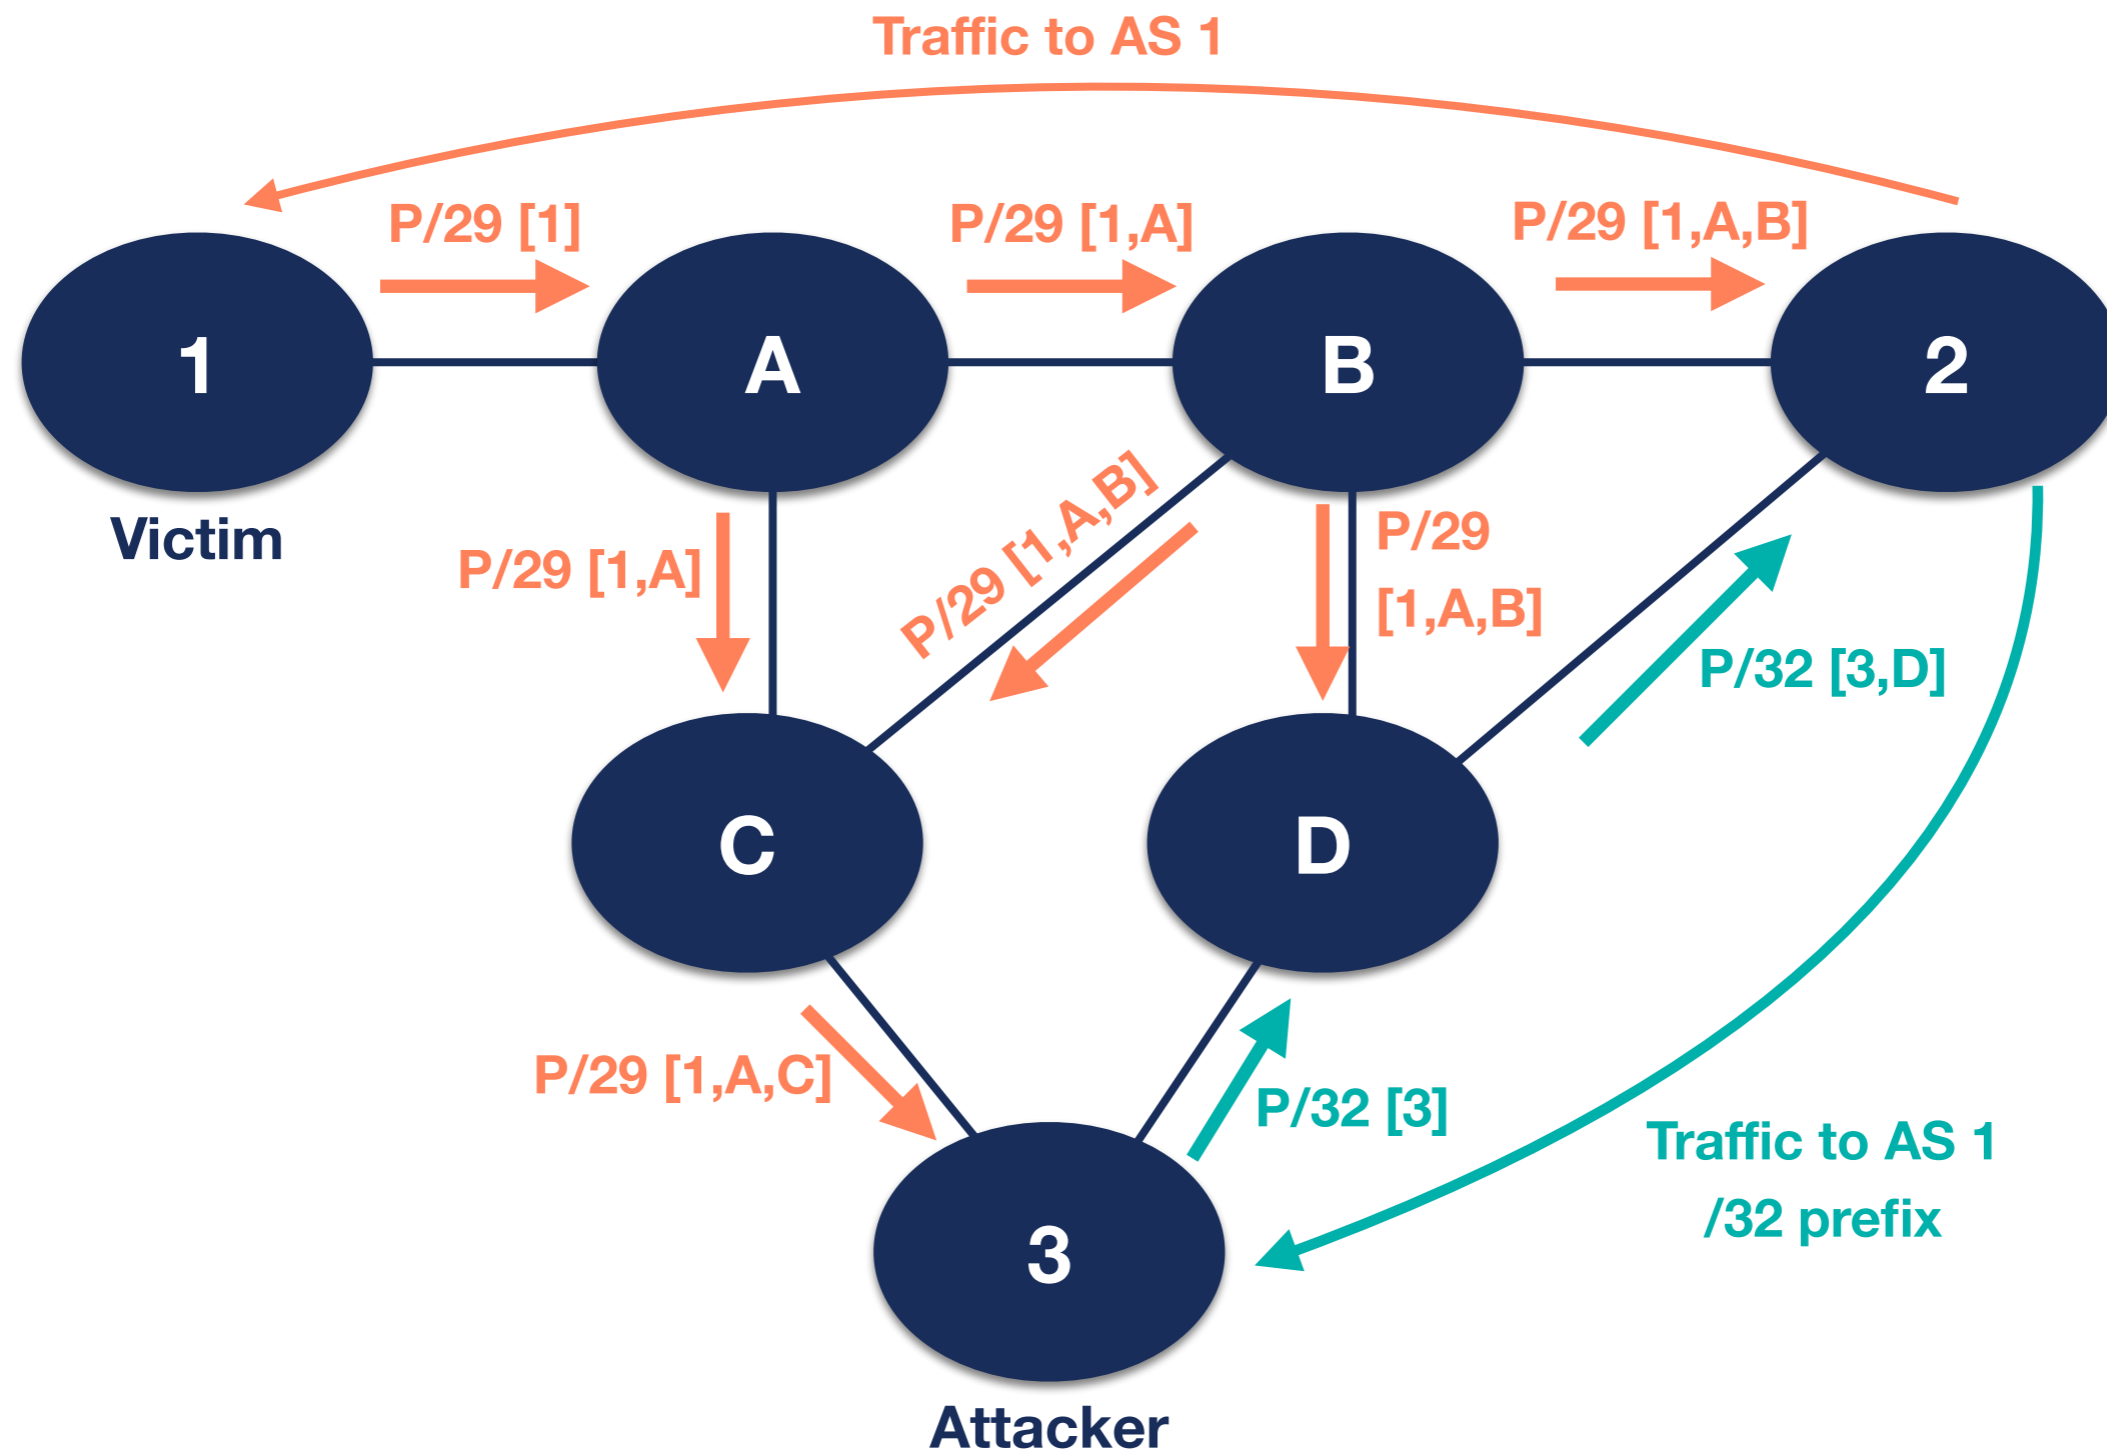 Traffic to AS 1
P/29 [1]
P/29 [1,A]
P/29 [1,A,B]
1
A
B
2
Victim
P/29 [1,A]
P/29 [1,A,B]
P/29
[1,A,B]
P/32 [3,D]
C
D
P/29 [1,A,C]
P/32 [3]
Traffic to AS 1
/32 prefix
3
Attacker